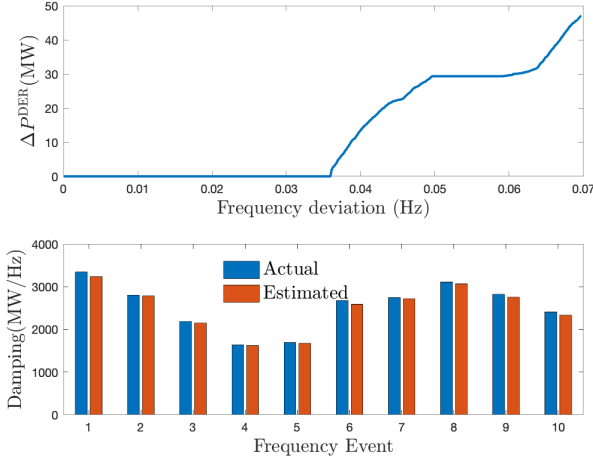 50
40
30
20
10
0
ΔP^DER(MW)
0 0.01 0.02 0.03 0.04 0.05 0.06 0.07
Frequency deviation (Hz)
4000
3000
2000
1000
0
Damping(MW/Hz)
Actual
Estimated
1 2 3 4 5 6 7 8 9 10
Frequency Event